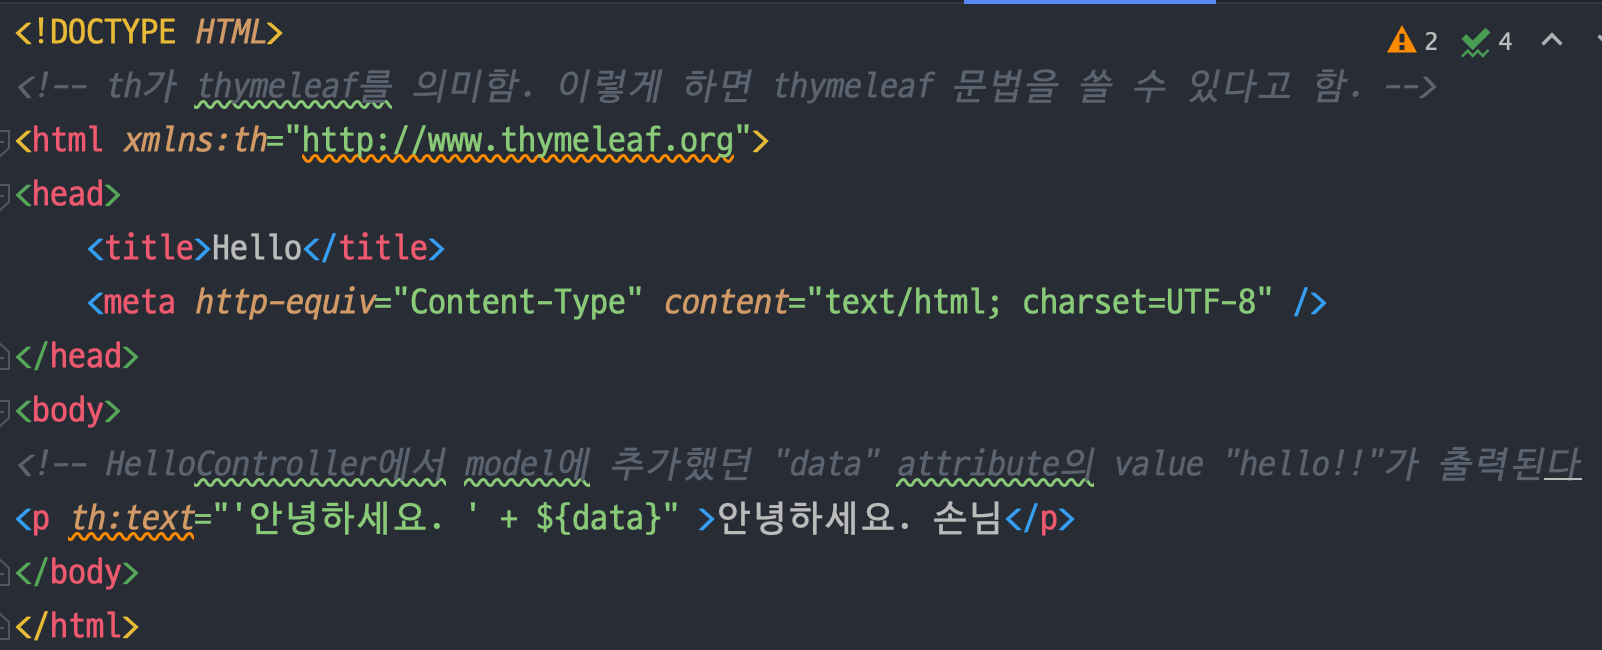 <!DOCTYPE HTML>
2 4
<!-- th가 thymeleaf를 의미함. 이렇게 하면 thymeleaf 문법을 쓸 수 있다고 함. -->
<html xmlns:th="http://www.thymeleaf.org">
<head>
<title>Hello</title>
<meta http-equiv="Content-Type" content="text/html; charset=UTF-8" />
</head>
<body>
<!-- HelloController에서 model에 추가했던 "data" attribute의 value "hello!!"가 출력된다
<p th:text="'안녕하세요. ' + ${data}" >안녕하세요. 손님</p>
</body>
</html>